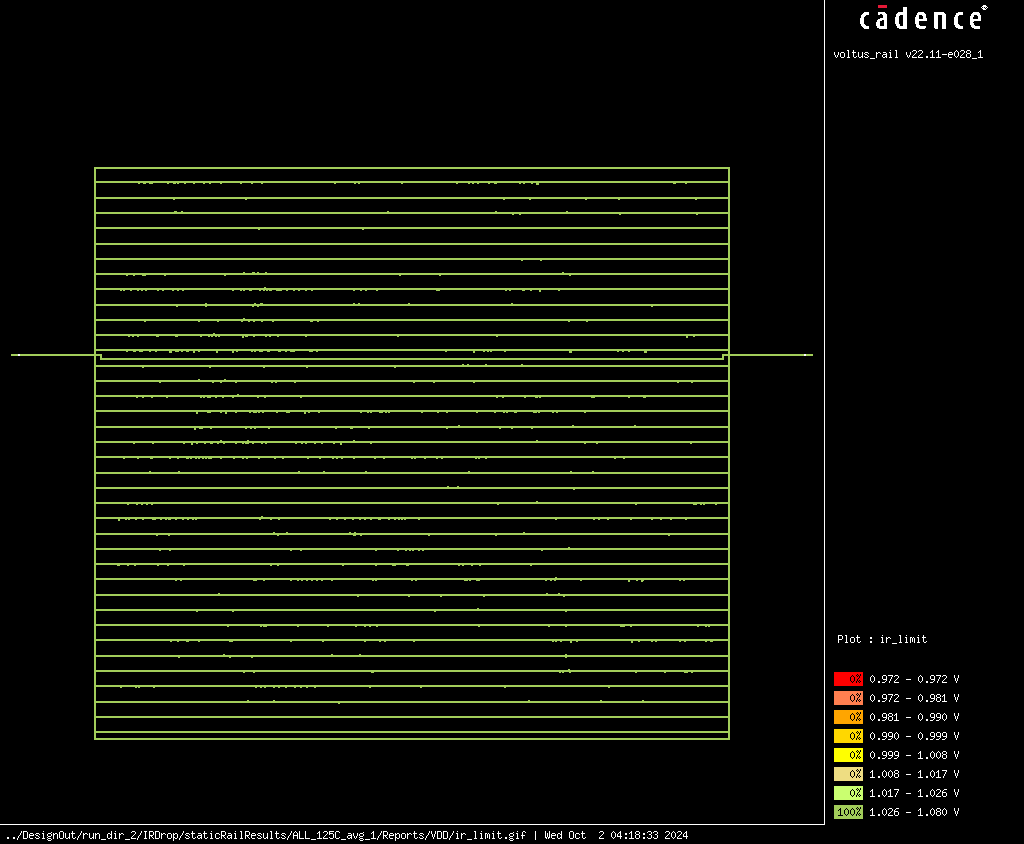 cādence®
voltus_rail v22.11-e028_1
Plot : ir_limit
0% 0.972 - 0.972 V
0% 0.972 - 0.981 V
0% 0.981 - 0.990 V
0% 0.990 - 0.999 V
0% 0.999 - 1.008 V
0% 1.008 - 1.017 V
0% 1.017 - 1.026 V
100% 1.026 - 1.080 V
../DesignOut/run_dir_2/IRDrop/staticRailResults/ALL_125C_avg_1/Reports/VDD/ir_limit.gif | Wed Oct  2 04:18:33 2024